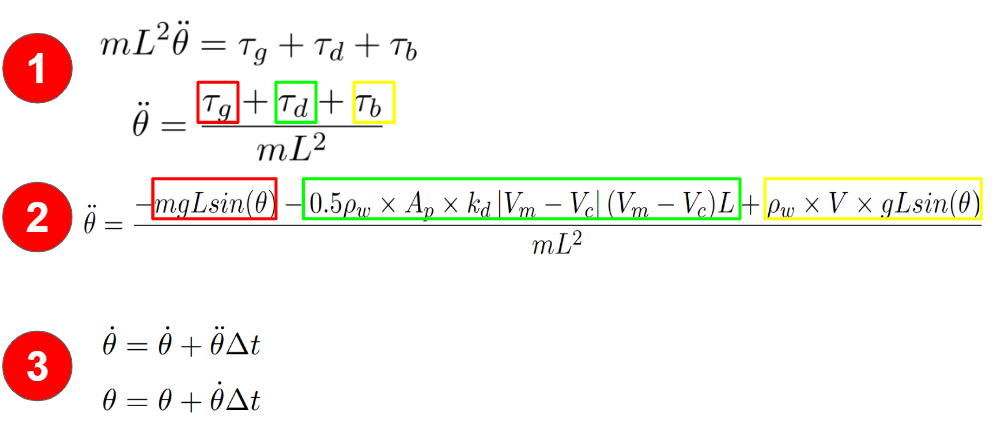 1
mL²θ̈ = τ_g + τ_d + τ_b
θ̈ = (τ_g + τ_d + τ_b) / mL²
2
θ̈ = (−mgLsin(θ) − 0.5ρ_w × A_p × k_d |V_m − V_c| (V_m − V_c)L + ρ_w × V × gLsin(θ)) / mL²
3
θ̇ = θ̇ + θ̈Δt
θ = θ + θ̇Δt